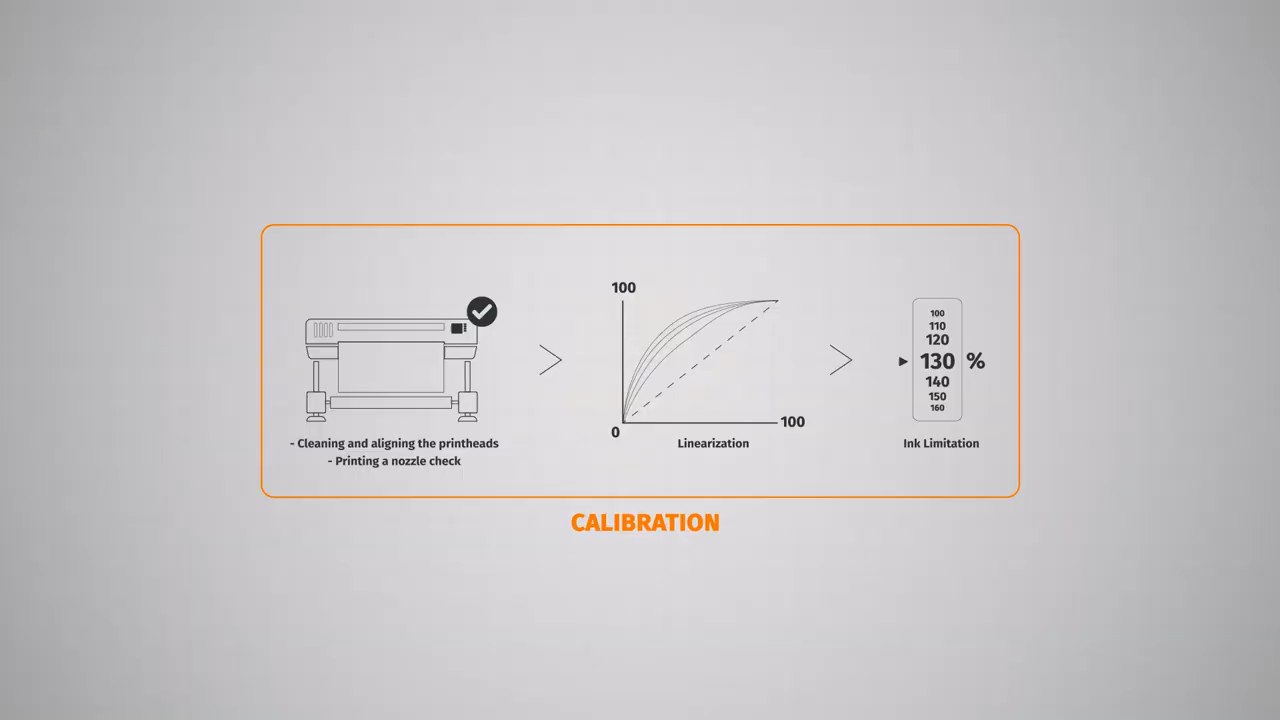 - Cleaning and aligning the printheads
- Printing a nozzle check
100
0
100
Linearization
100
110
120
130 %
140
150
160
Ink Limitation
CALIBRATION